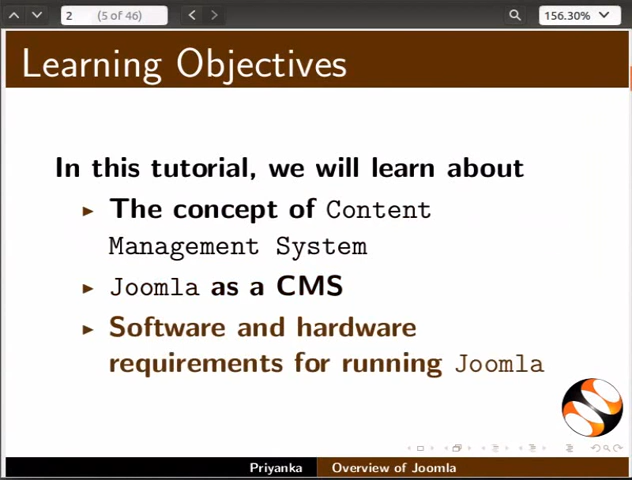 2 (5 of 46) 156.30%
Learning Objectives
In this tutorial, we will learn about
The concept of Content
Management System
Joomla as a CMS
Software and hardware
requirements for running Joomla
Priyanka Overview of Joomla